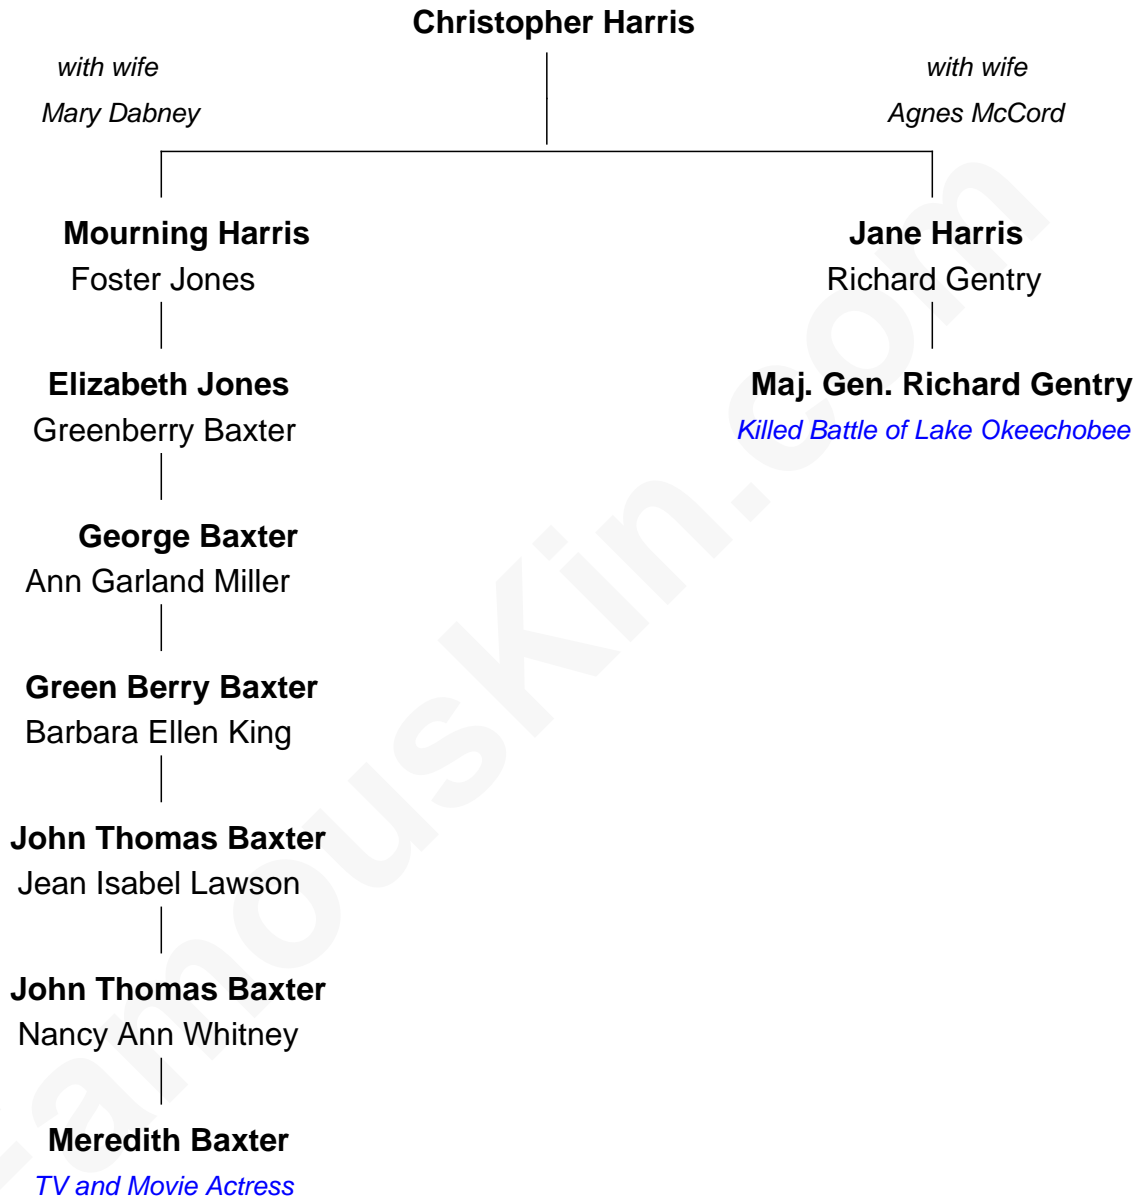 Christopher Harris
with wife
Mary Dabney
with wife
Agnes McCord
Mourning Harris
Foster Jones
Jane Harris
Richard Gentry
Elizabeth Jones
Greenberry Baxter
Maj. Gen. Richard Gentry
Killed Battle of Lake Okeechobee
George Baxter
Ann Garland Miller
Green Berry Baxter
Barbara Ellen King
John Thomas Baxter
Jean Isabel Lawson
John Thomas Baxter
Nancy Ann Whitney
Meredith Baxter
TV and Movie Actress
FamousKin.com